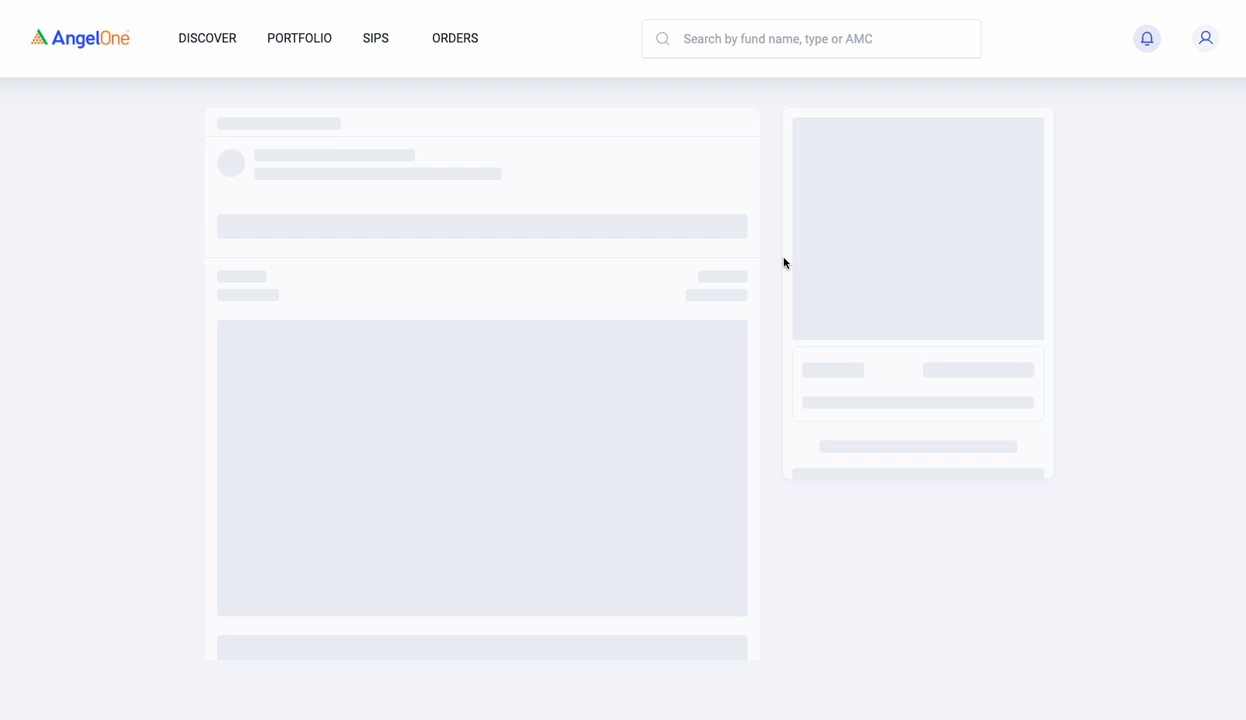 AngelOne
DISCOVER PORTFOLIO SIPS ORDERS
Search by fund name, type or AMC